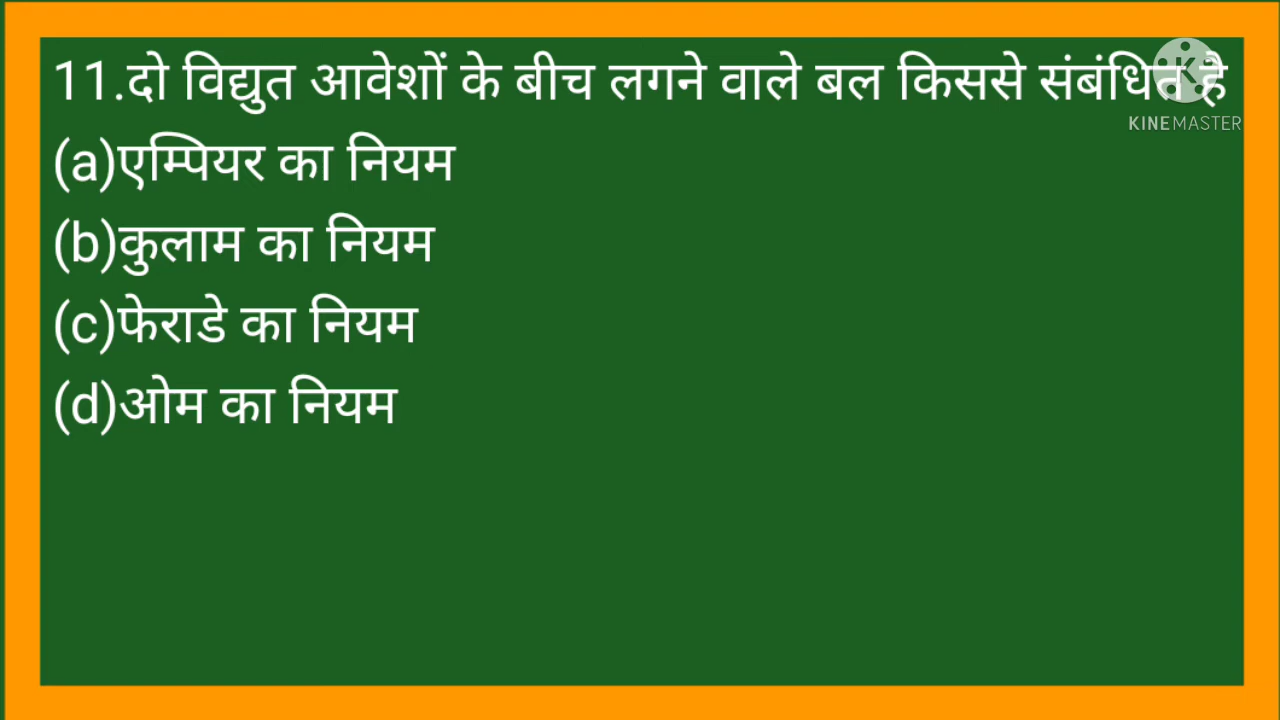 11.दो विद्युत आवेशों के बीच लगने वाले बल किससे संबंधित है
(a)एम्पियर का नियम
(b)कुलाम का नियम
(c)फेराडे का नियम
(d)ओम का नियम
K
KINEMASTER